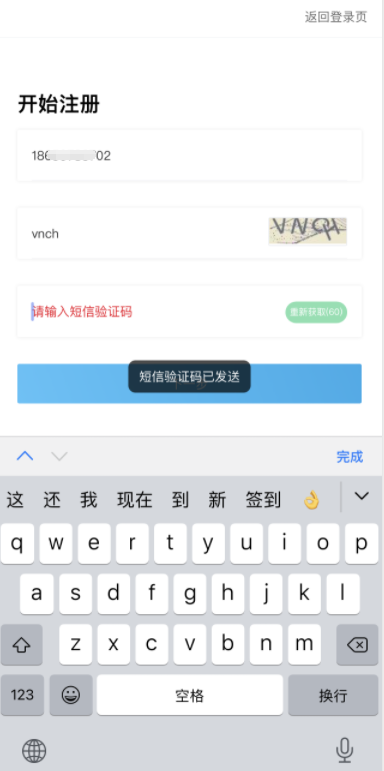 返回登录页
开始注册
186 02
vnch VNCH
请输入短信验证码 重新获取(60)
短信验证码已发送
完成
这 还 我 现在 到 新 签到 👌
q w e r t y u i o p
a s d f g h j k l
z x c v b n m
123 空格 换行